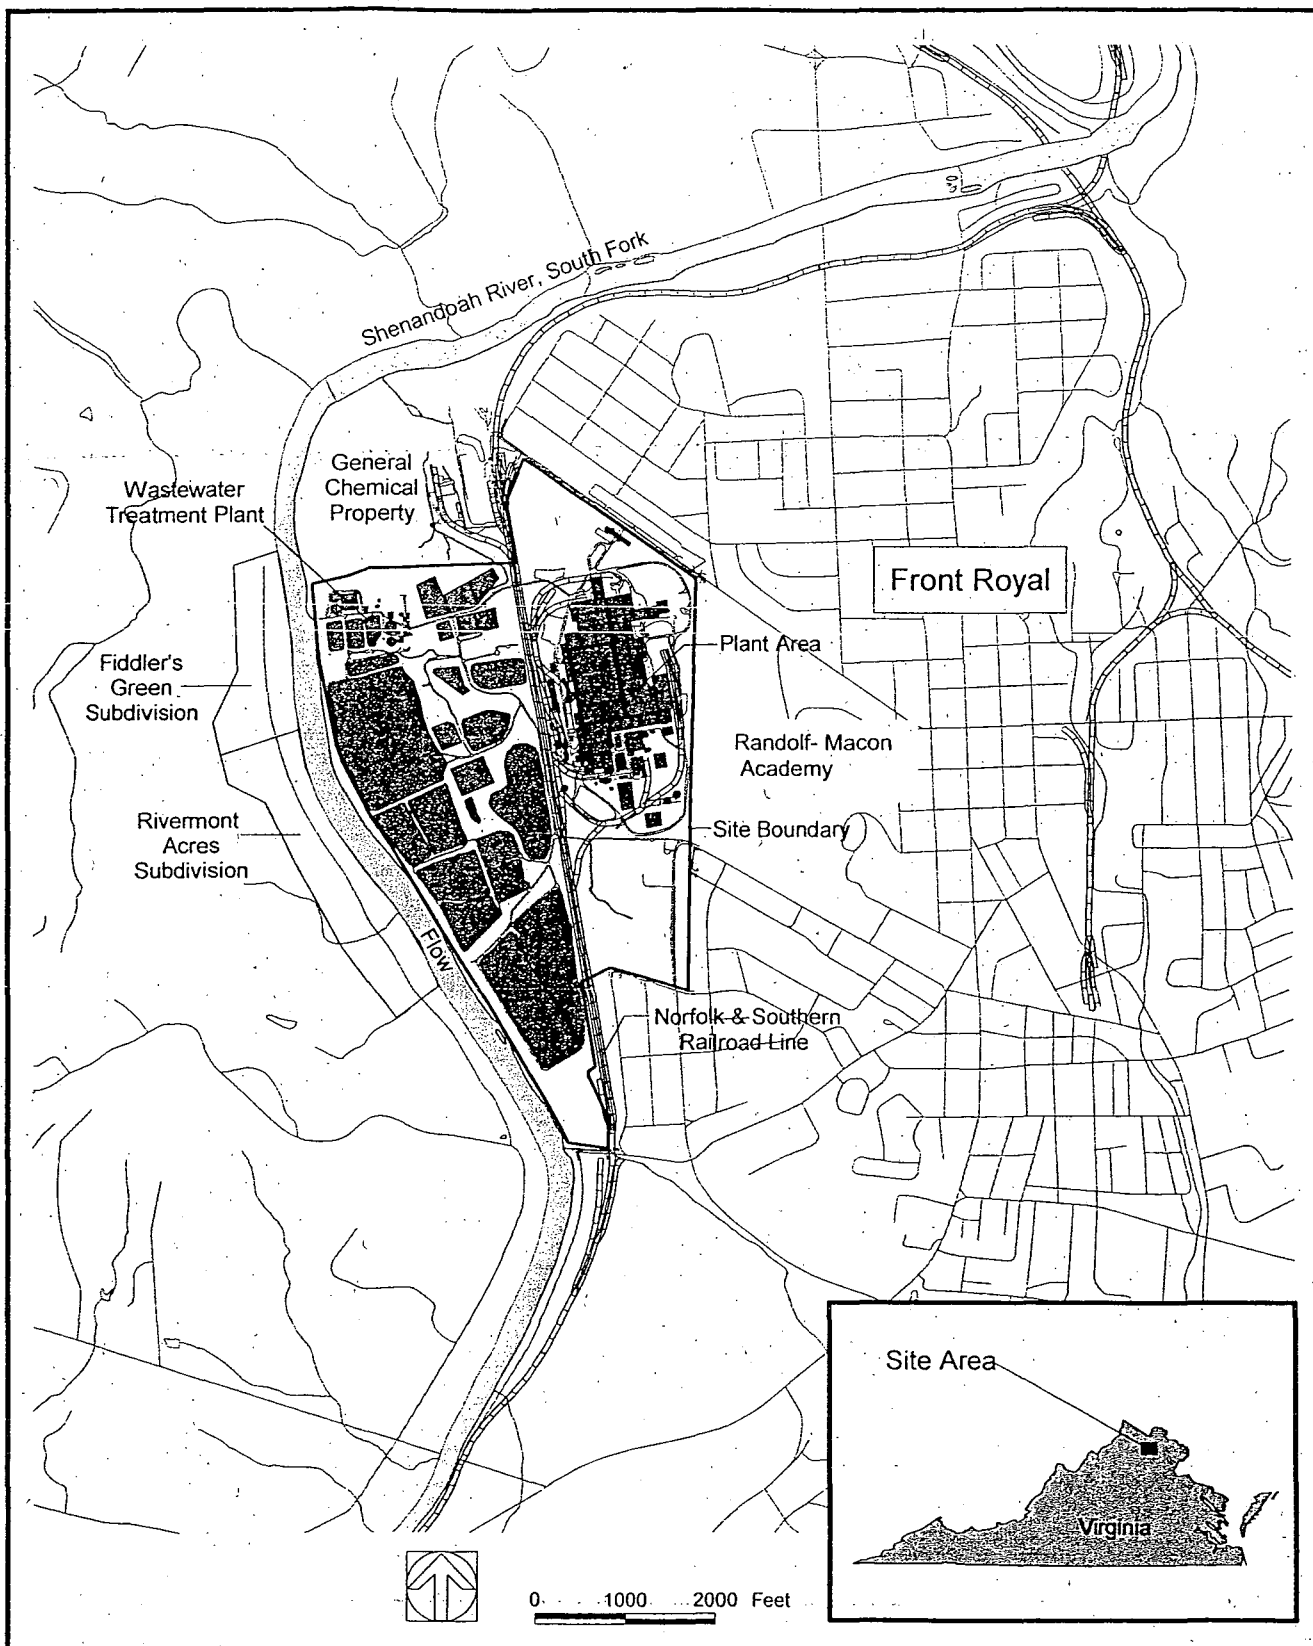 Shenandoah River, South Fork
General
Chemical
Property
Wastewater
Treatment Plant
Front Royal
Plant Area
Fiddler's
Green
Subdivision
Randolf- Macon
Academy
Rivermont
Acres
Subdivision
Site Boundary
Flow
Norfolk & Southern
Railroad Line
Site Area
Virginia
0 1000 2000 Feet